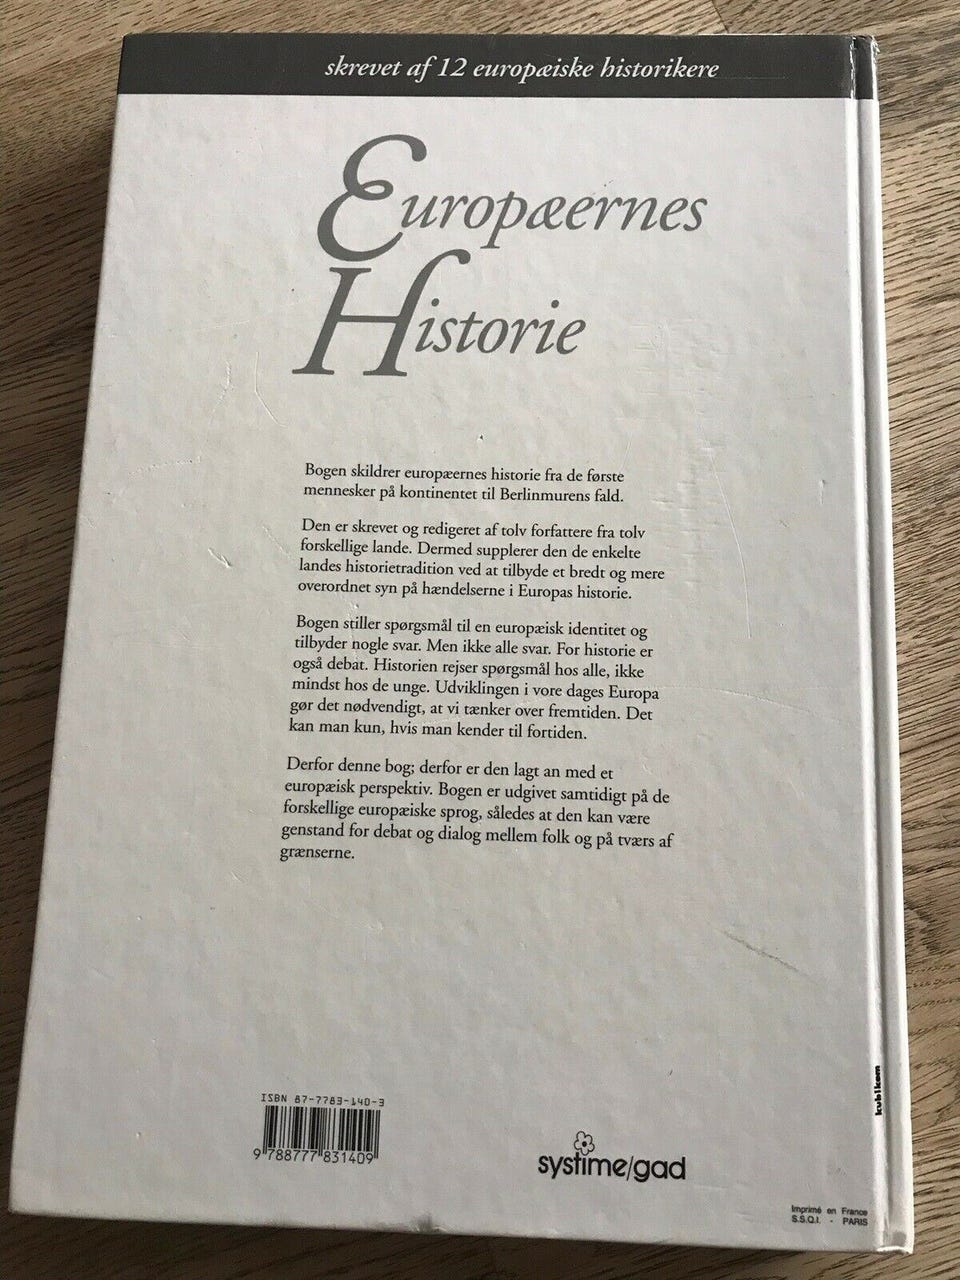 skrevet af 12 europæiske historikere
Europæernes
Historie
Bogen skildrer europæernes historie fra de første
mennesker på kontinentet til Berlinmurens fald.
Den er skrevet og redigeret af tolv forfattere fra tolv
forskellige lande. Dermed supplerer den de enkelte
landes historietradition ved at tilbyde et bredt og mere
overordnet syn på hændelserne i Europas historie.
Bogen stiller spørgsmål til en europæisk identitet og
tilbyder nogle svar. Men ikke alle svar. For historie er
også debat. Historien rejser spørgsmål hos alle, ikke
mindst hos de unge. Udviklingen i vore dages Europa
gør det nødvendigt, at vi tænker over fremtiden. Det
kan man kun, hvis man kender til fortiden.
Derfor denne bog; derfor er den lagt an med et
europæisk perspektiv. Bogen er udgivet samtidigt på de
forskellige europæiske sprog, således at den kan være
genstand for debat og dialog mellem folk og på tværs af
grænserne.
ISBN 87-7783-140-3
9 788777 831409
systime/gad
kubikom
Imprimé en France
S.S.Q.I. - PARIS